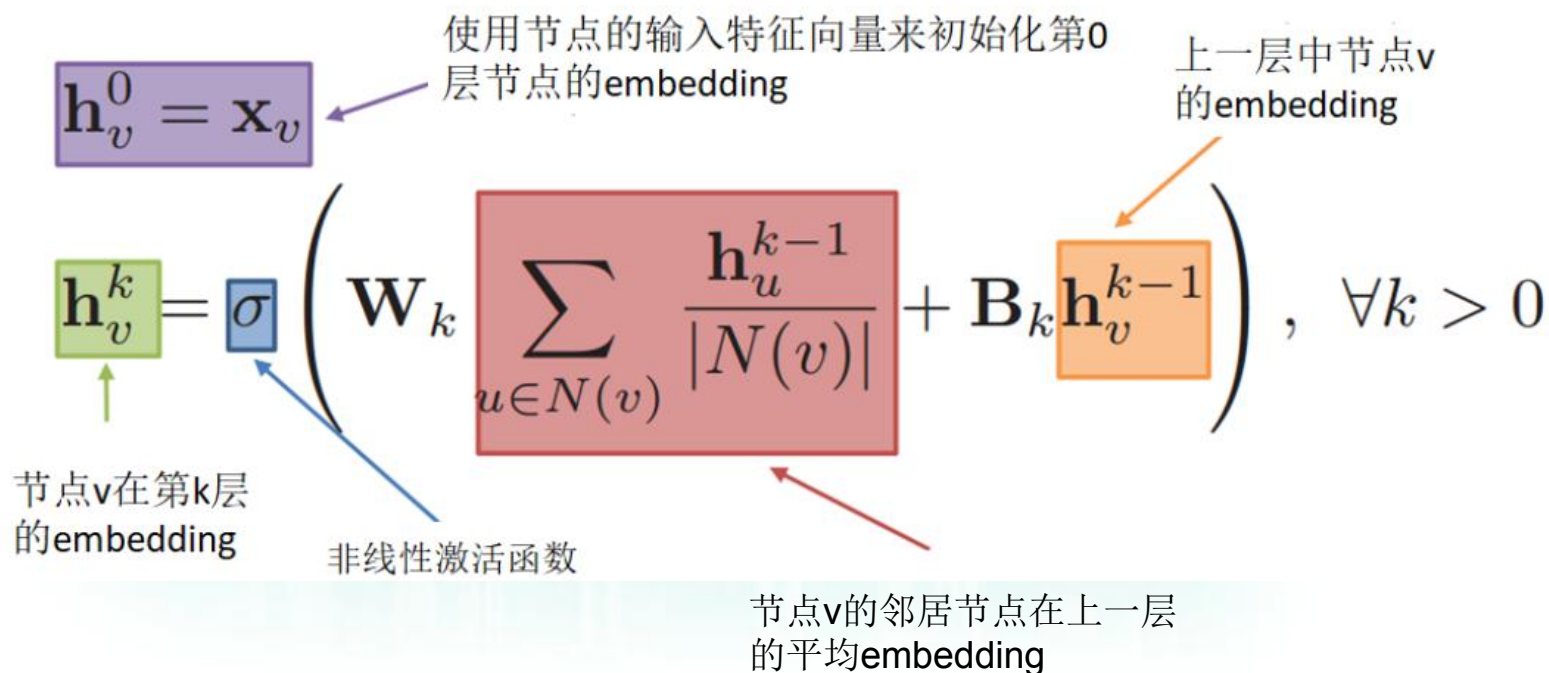 使用节点的输入特征向量来初始化第0
层节点的embedding
上一层中节点v
的embedding
h_v^0 = x_v
h_v^k = σ ( W_k ∑_{u∈N(v)} h_u^{k-1} / |N(v)| + B_k h_v^{k-1} ) , ∀k > 0
节点v在第k层
的embedding
非线性激活函数
节点v的邻居节点在上一层
的平均embedding